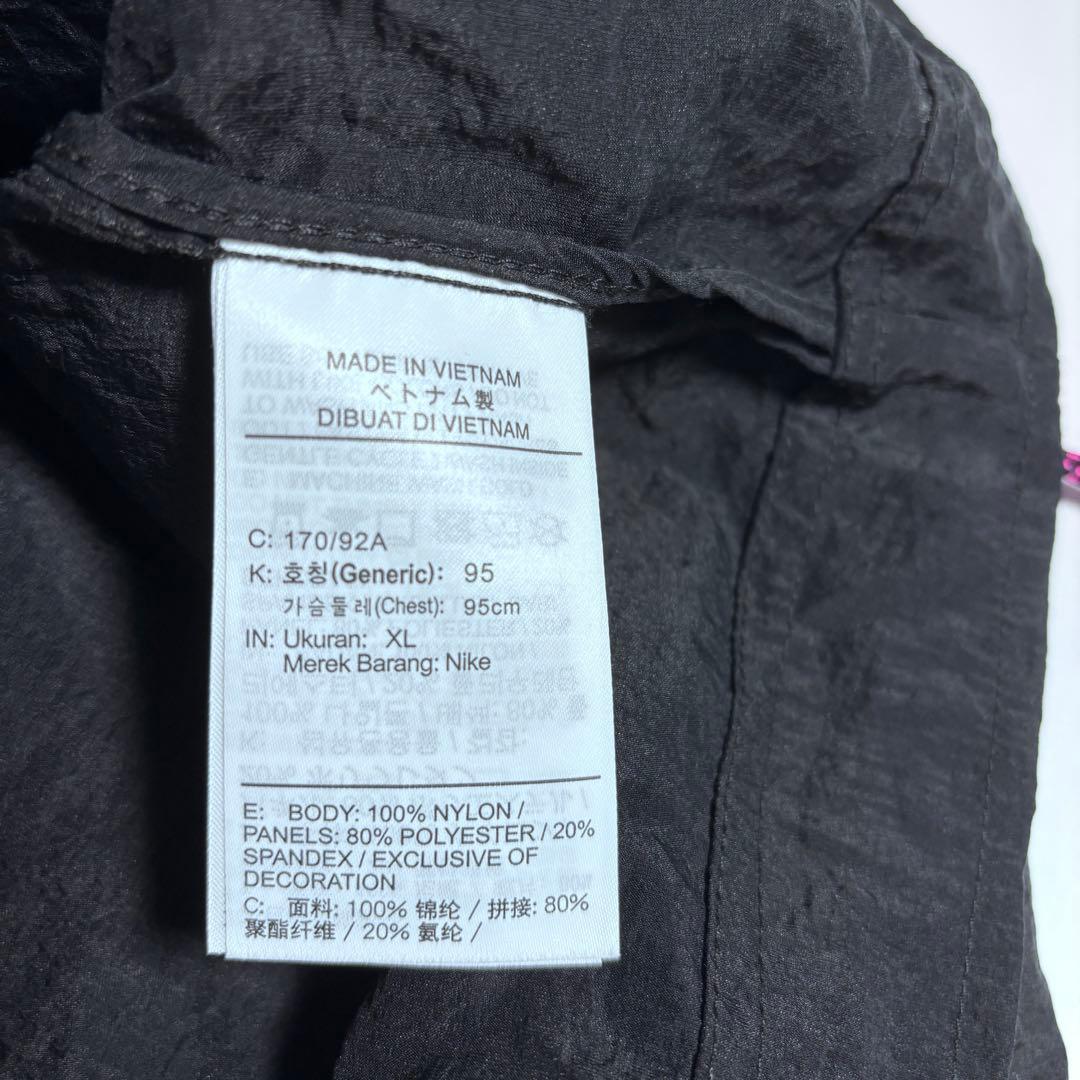 MADE IN VIETNAM
ベトナム製
DIBUAT DI VIETNAM
C: 170/92A
K: 호칭(Generic): 95
가슴둘레(Chest): 95cm
IN: Ukuran: XL
Merek Barang: Nike
E: BODY: 100% NYLON /
PANELS: 80% POLYESTER / 20%
SPANDEX / EXCLUSIVE OF
DECORATION
C: 面料: 100% 锦纶 / 拼接: 80%
聚酯纤维 / 20% 氨纶 /